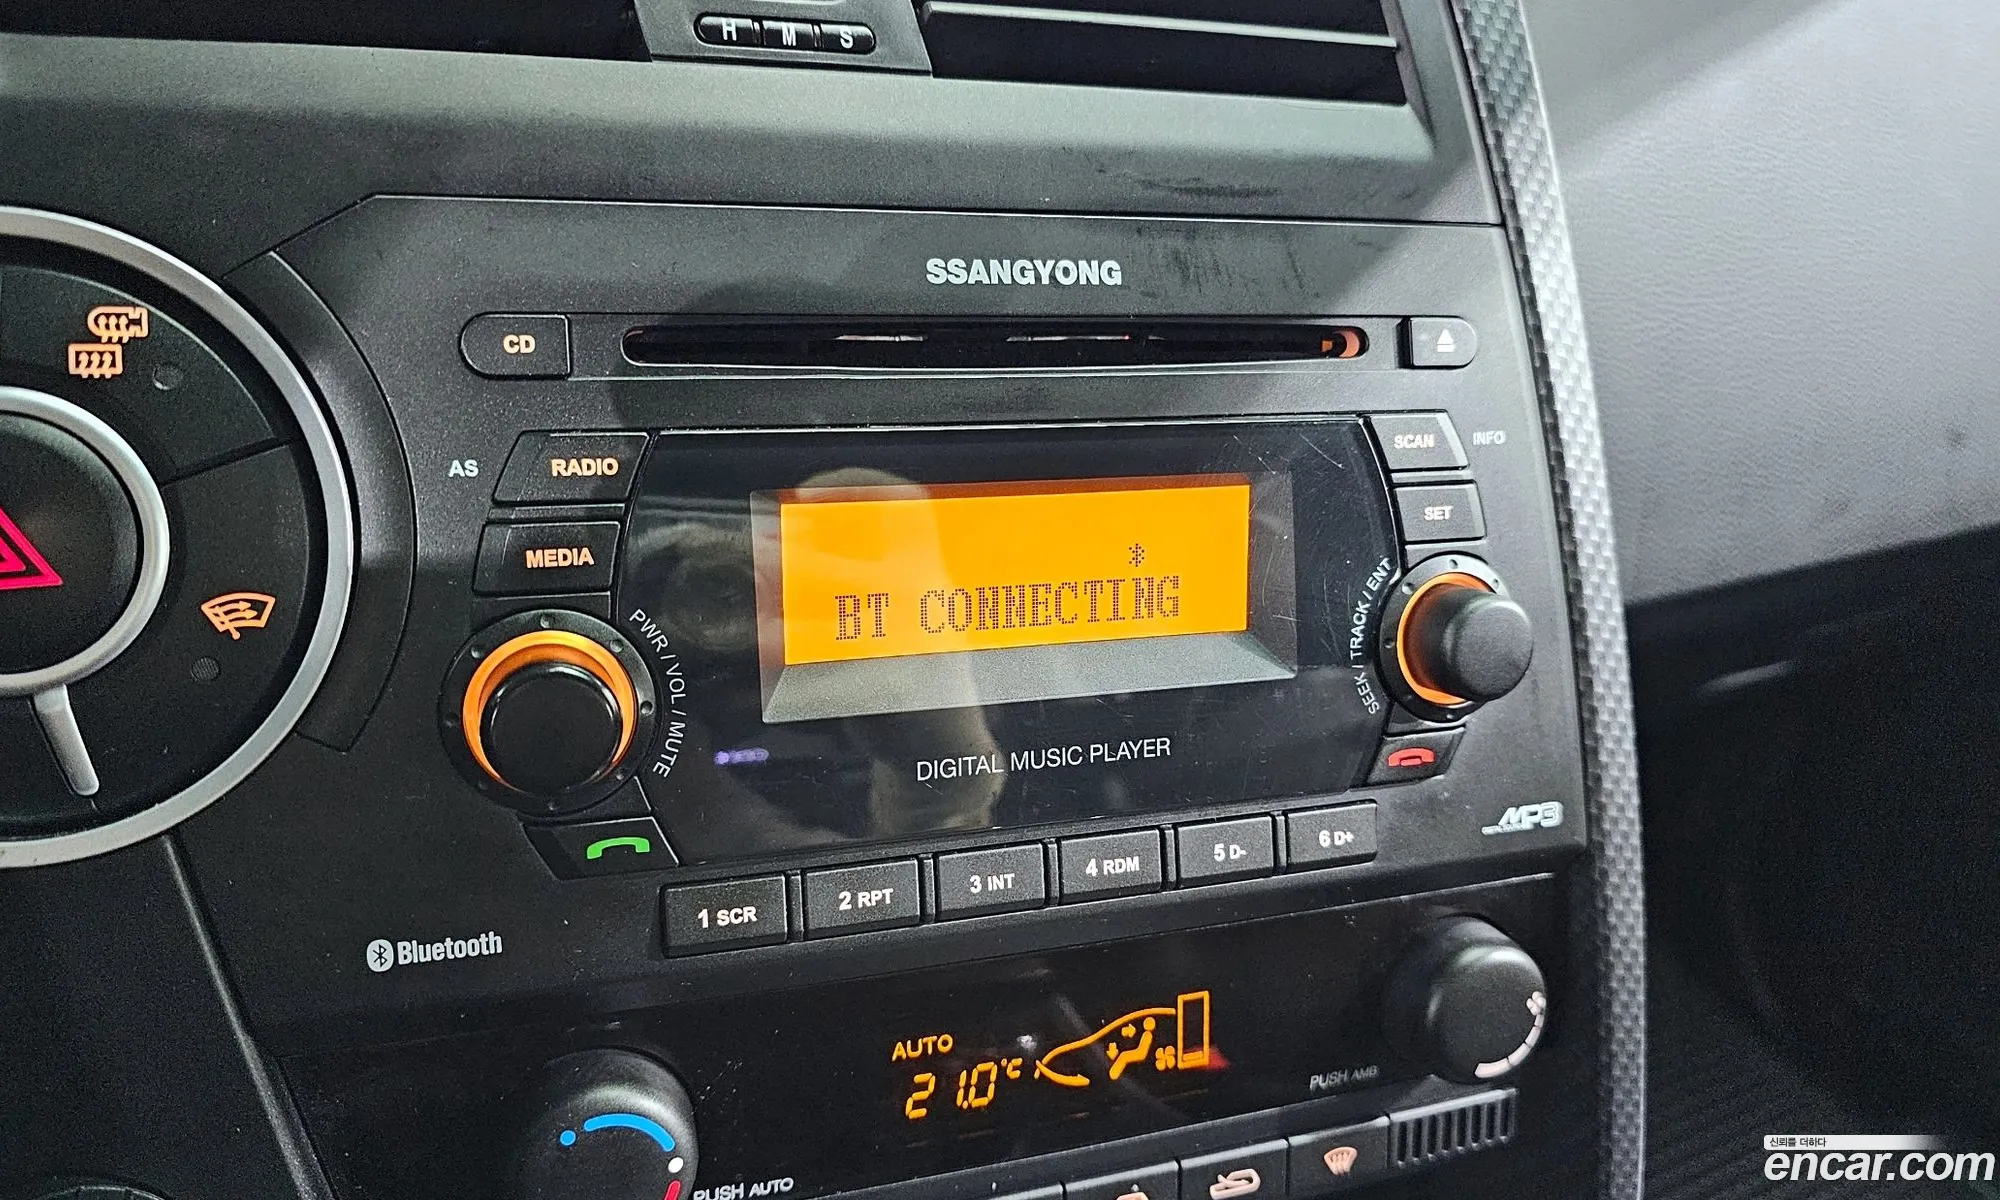 H M S
SSANGYONG
CD
AS
RADIO
SCAN
INFO
MEDIA
SET
BT CONNECTING
PWR / VOL / MUTE
SEEK / TRACK / ENT
DIGITAL MUSIC PLAYER
MP3
1 SCR
2 RPT
3 INT
4 RDM
5 D-
6 D+
Bluetooth
AUTO
21.0°C
PUSH AMB
PUSH AUTO
신뢰를 더하다
encar.com